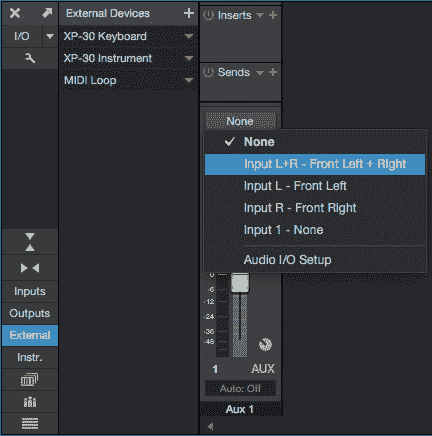 External Devices
Inserts
I/O
XP-30 Keyboard
XP-30 Instrument
MIDI Loop
Sends
None
None
Input L+R - Front Left + Right
Input L - Front Left
Input R - Front Right
Input 1 - None
Audio I/O Setup
0
-6
-12
-24
-36
-48
Inputs
Outputs
External
Instr.
1 AUX
Auto: Off
Aux 1